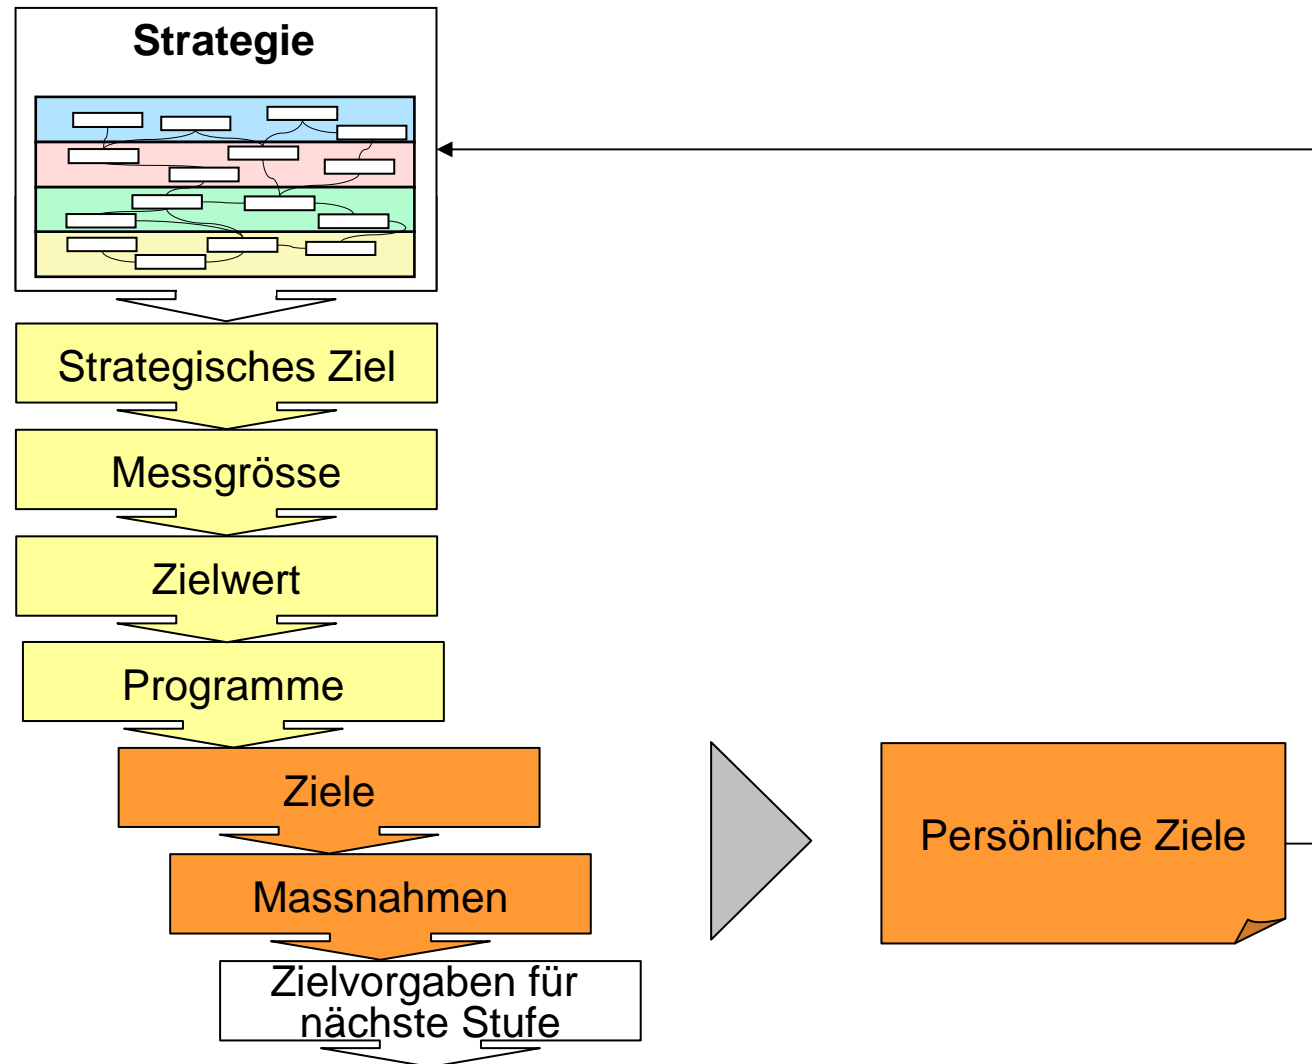 Strategie
Strategisches Ziel
Messgrösse
Zielwert
Programme
Ziele
Massnahmen
Zielvorgaben für
nächste Stufe
Persönliche Ziele